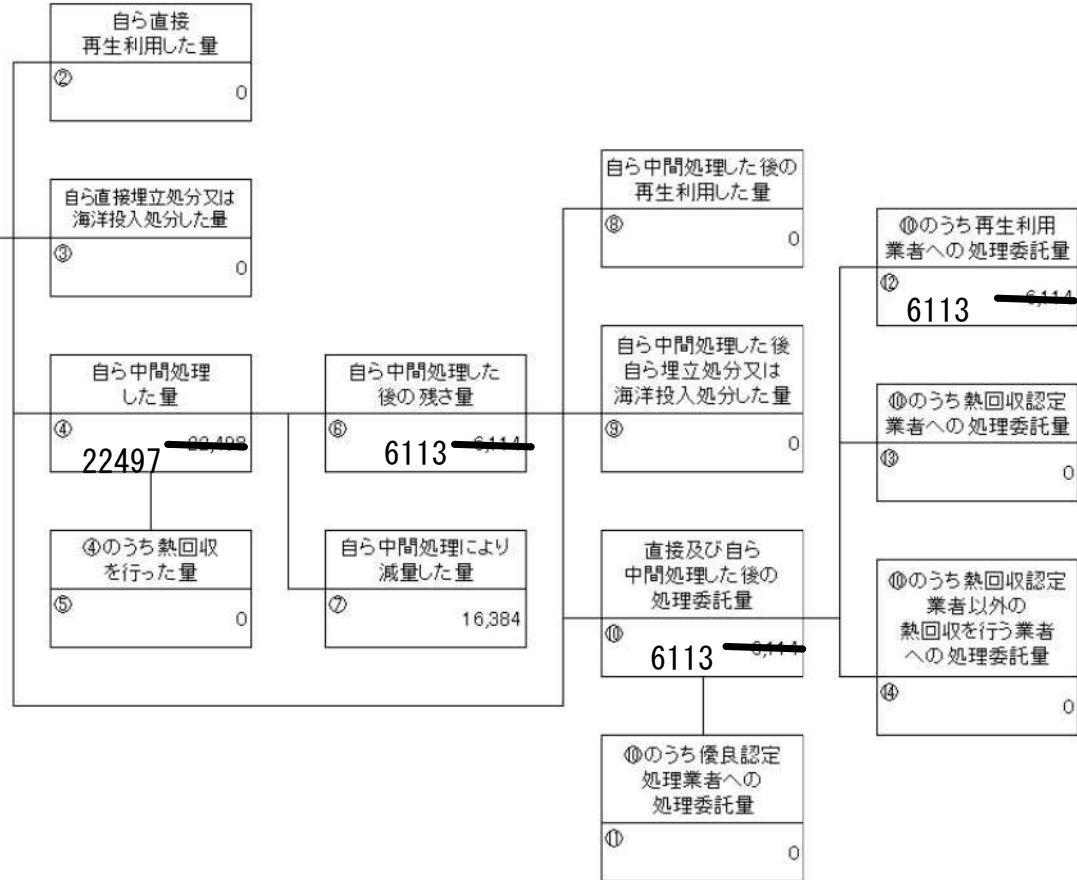 自ら直接
再生利用した量
②
0
自ら直接埋立処分又は
海洋投入処分した量
③
0
自ら中間処理
した量
④
22497
22,498
④のうち熱回収
を行った量
⑤
0
自ら中間処理した
後の残さ量
⑥
6113
6,114
自ら中間処理により
減量した量
⑦
16,384
自ら中間処理した後の
再生利用した量
⑧
0
自ら中間処理した後
自ら埋立処分又は
海洋投入処分した量
⑨
0
直接及び自ら
中間処理した後の
処理委託量
⑩
6113
6,114
⑩のうち優良認定
処理業者への
処理委託量
⑪
0
⑩のうち再生利用
業者への処理委託量
⑫
6113
6,114
⑩のうち熱回収認定
業者への処理委託量
⑬
0
⑩のうち熱回収認定
業者以外の
熱回収を行う業者
への処理委託量
⑭
0